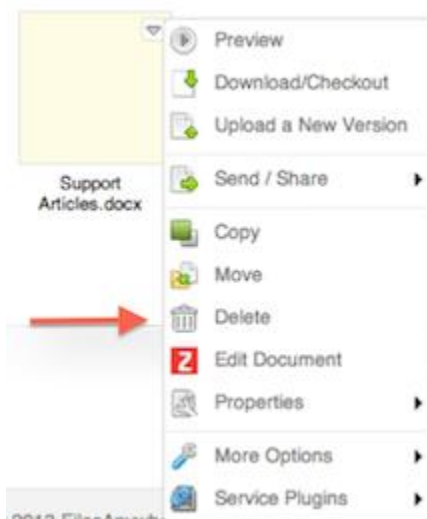 Preview
Download/Checkout
Upload a New Version
Support
Articles.docx
Send / Share
Copy
Move
Delete
Z
Edit Document
Properties
More Options
Service Plugins